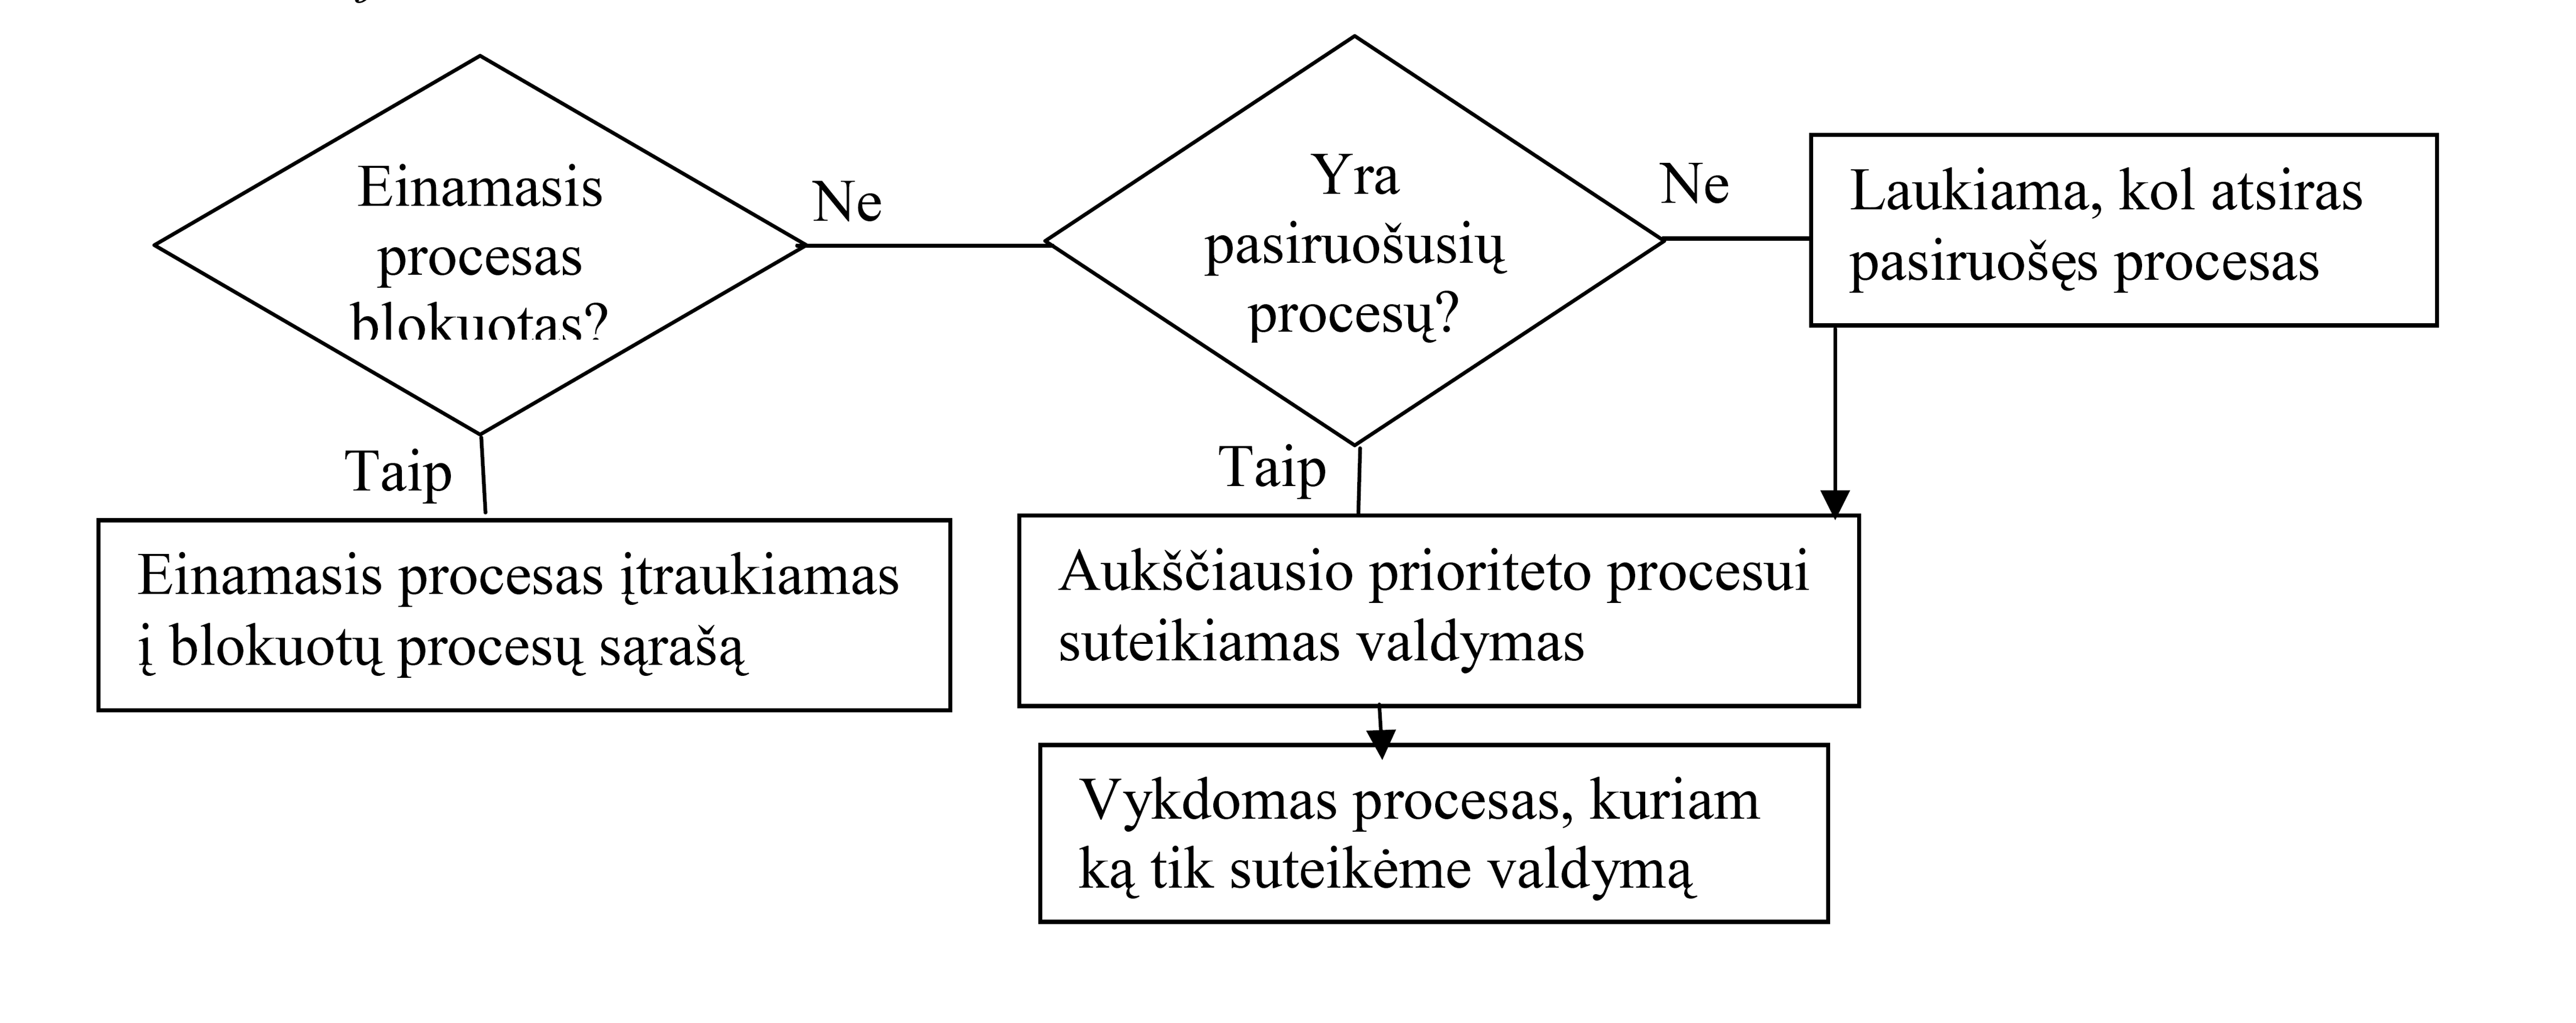 Einamasis
procesas
blokuotas?
Ne
Yra
pasiruošusių
procesų?
Ne
Laukiama, kol atsiras
pasiruošęs procesas
Taip
Taip
Einamasis procesas įtraukiamas
į blokuotų procesų sąrašą
Aukščiausio prioriteto procesui
suteikiamas valdymas
Vykdomas procesas, kuriam
ką tik suteikėme valdymą